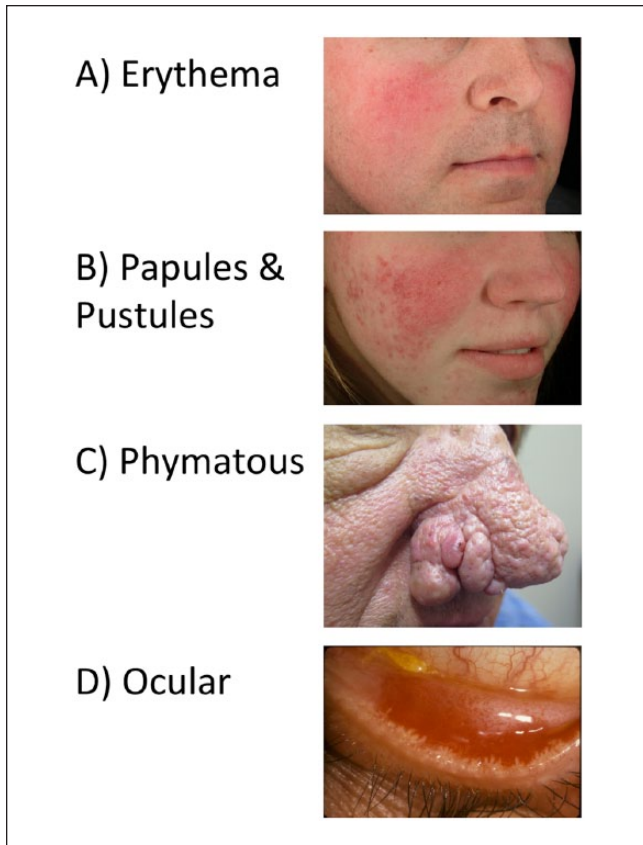 A) Erythema
B) Papules &
Pustules
C) Phymatous
D) Ocular